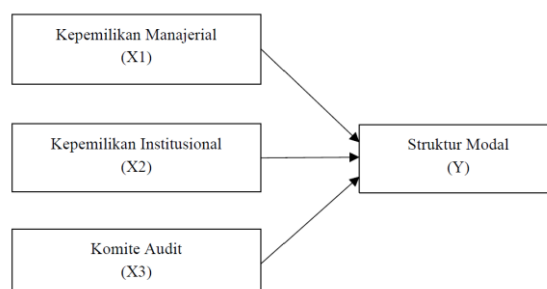 Kepemilikan Manajerial
(X1)
Kepemilikan Institusional
(X2)
Struktur Modal
(Y)
Komite Audit
(X3)